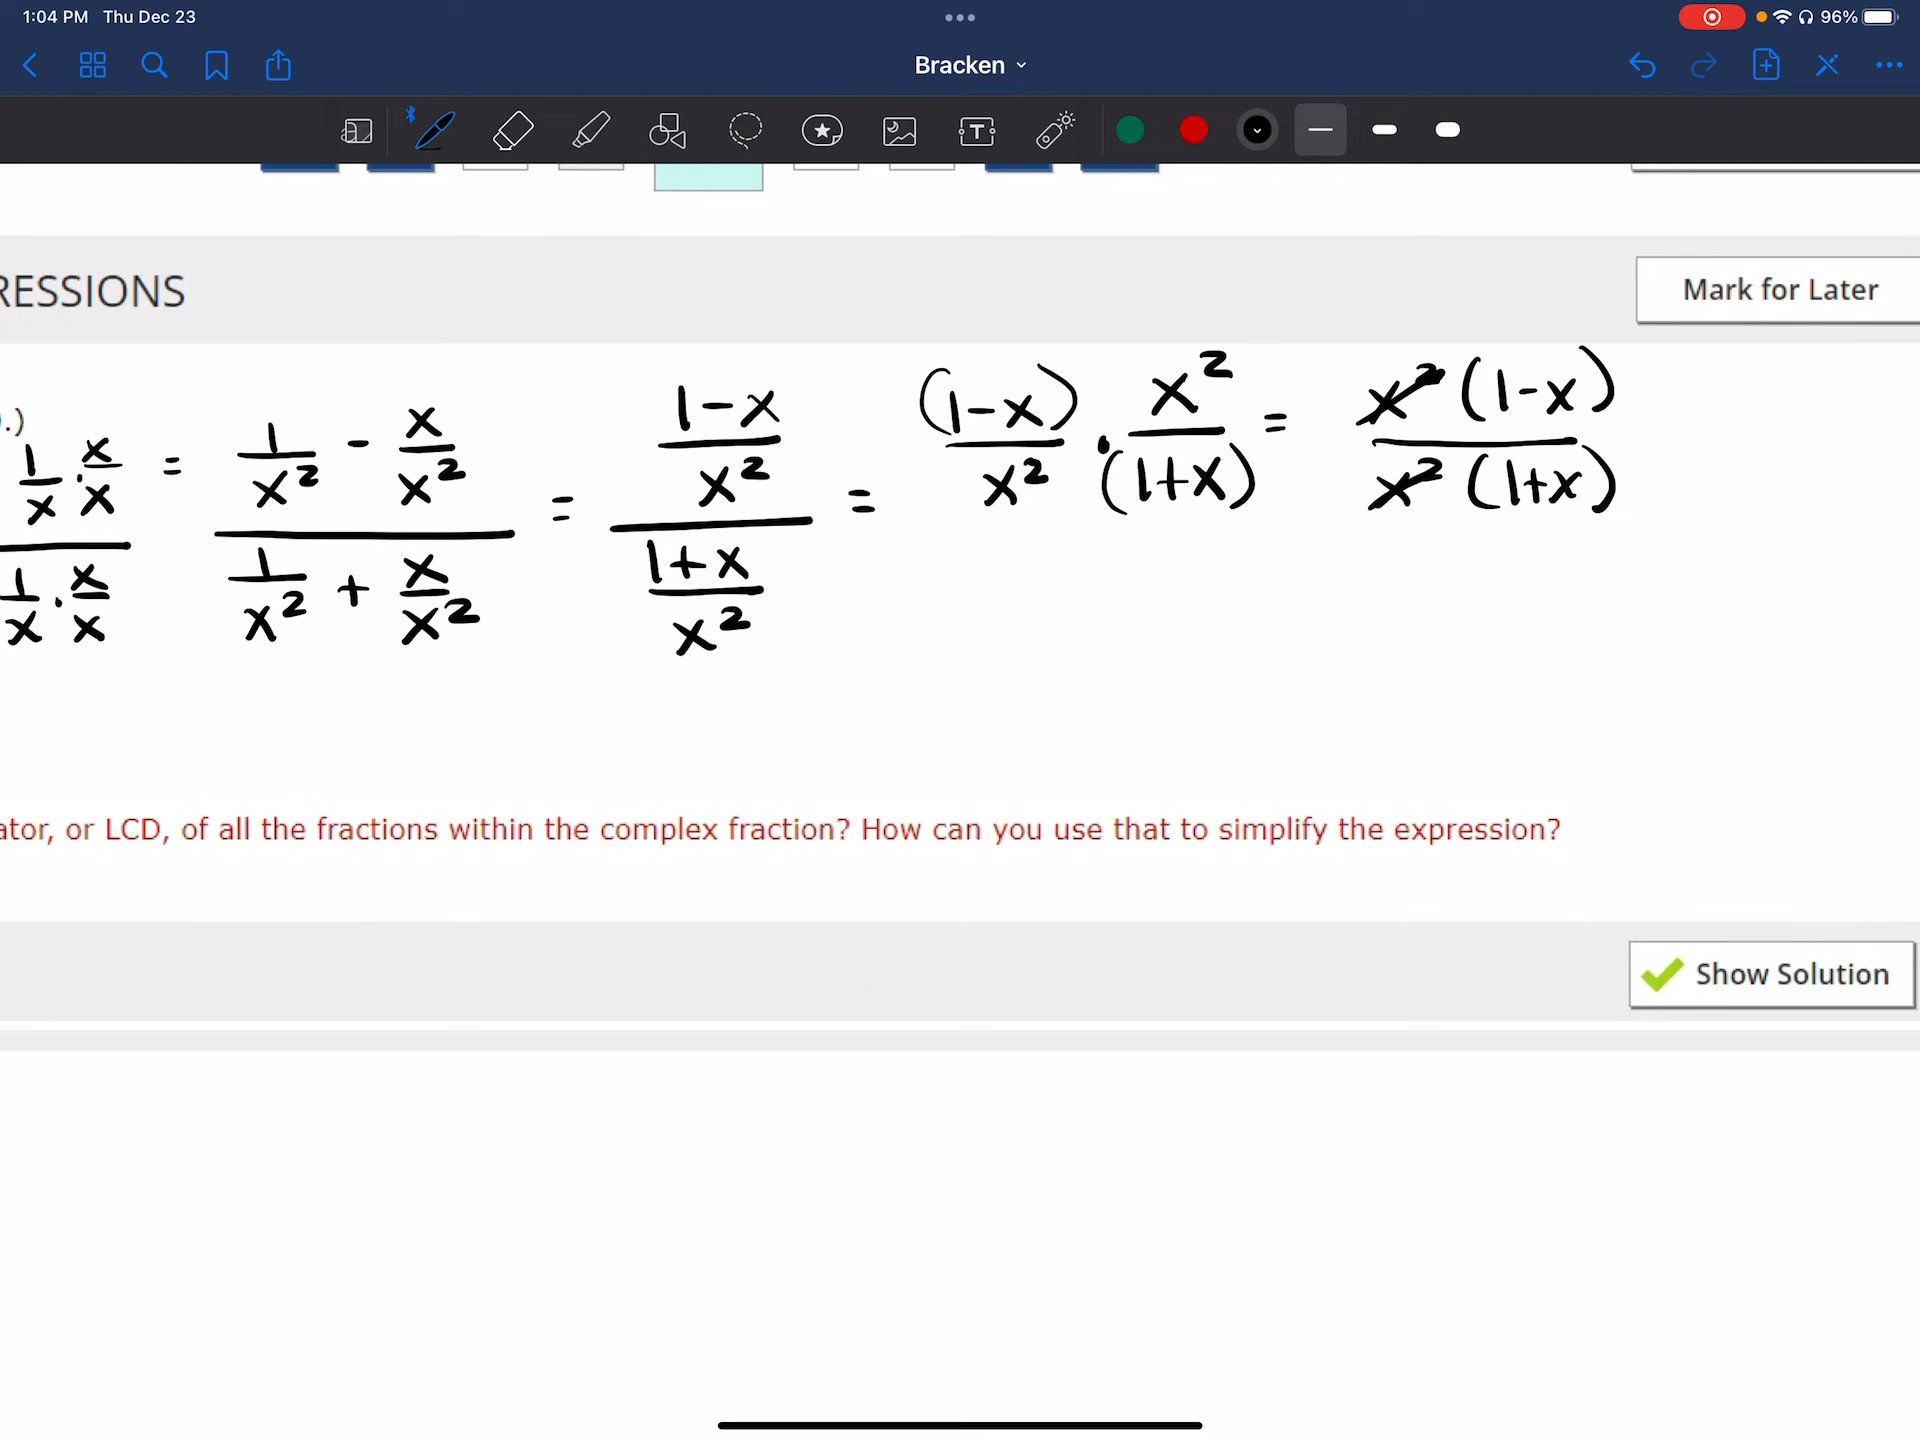 1:04 PM Thu Dec 23
96%
Bracken
RESSIONS
Mark for Later
.)
1/x · x/x = (1/x² - x/x²) / (1/x² + x/x²) = ((1-x)/x²) / ((1+x)/x²) = (1-x)/x² · x²/(1+x) = x²(1-x) / x²(1+x)
1/x · x/x
ator, or LCD, of all the fractions within the complex fraction? How can you use that to simplify the expression?
Show Solution